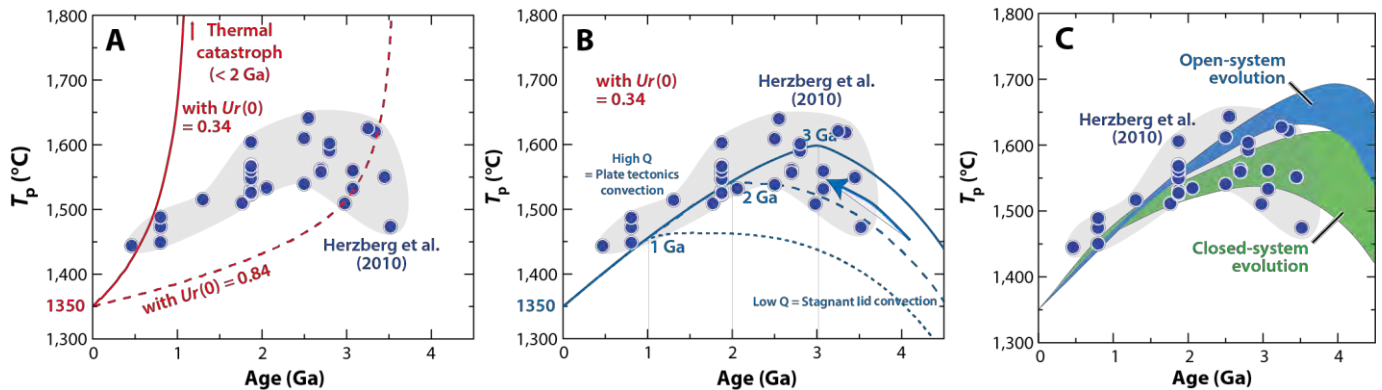 A
1,800
1,700
1,600
1,500
1,400
1350
1,300
Tp (°C)
Thermal
catastroph
(< 2 Ga)
with Ur(0)
= 0.34
with Ur(0) = 0.84
Herzberg et al.
(2010)
0
1
2
3
4
Age (Ga)
B
1,800
1,700
1,600
1,500
1,400
1350
1,300
Tp (°C)
with Ur(0)
= 0.34
Herzberg et al.
(2010)
3 Ga
High Q
= Plate tectonics
convection
2 Ga
1 Ga
Low Q = Stagnant lid convection
0
1
2
3
4
Age (Ga)
C
1,800
1,700
1,600
1,500
1,400
1,300
Tp (°C)
Open-system
evolution
Herzberg et al.
(2010)
Closed-system
evolution
0
1
2
3
4
Age (Ga)